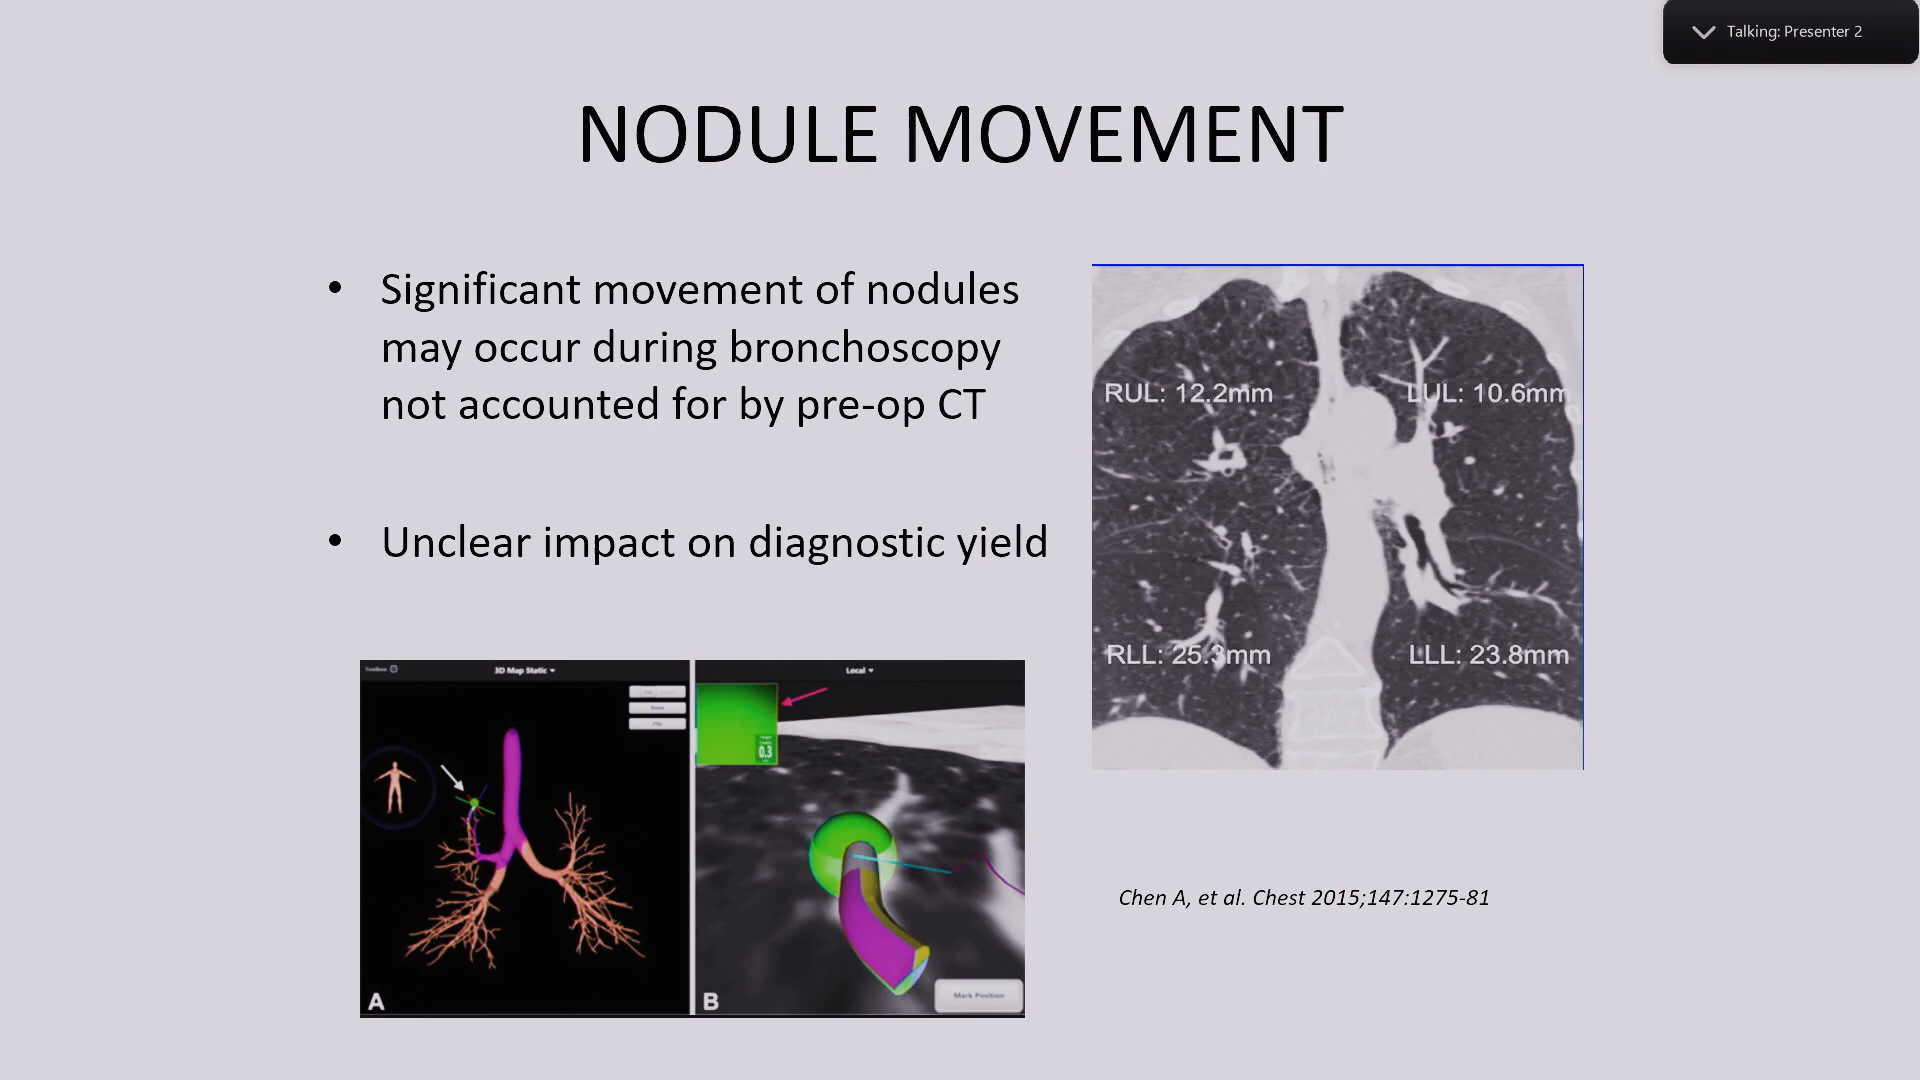 Talking: Presenter 2
NODULE MOVEMENT
• Significant movement of nodules
may occur during bronchoscopy
not accounted for by pre-op CT
• Unclear impact on diagnostic yield
RUL: 12.2mm
LUL: 10.6mm
RLL: 25.3mm
LLL: 23.8mm
3D Map Static
Local
0.3
Mark Position
A
B
Chen A, et al. Chest 2015;147:1275-81